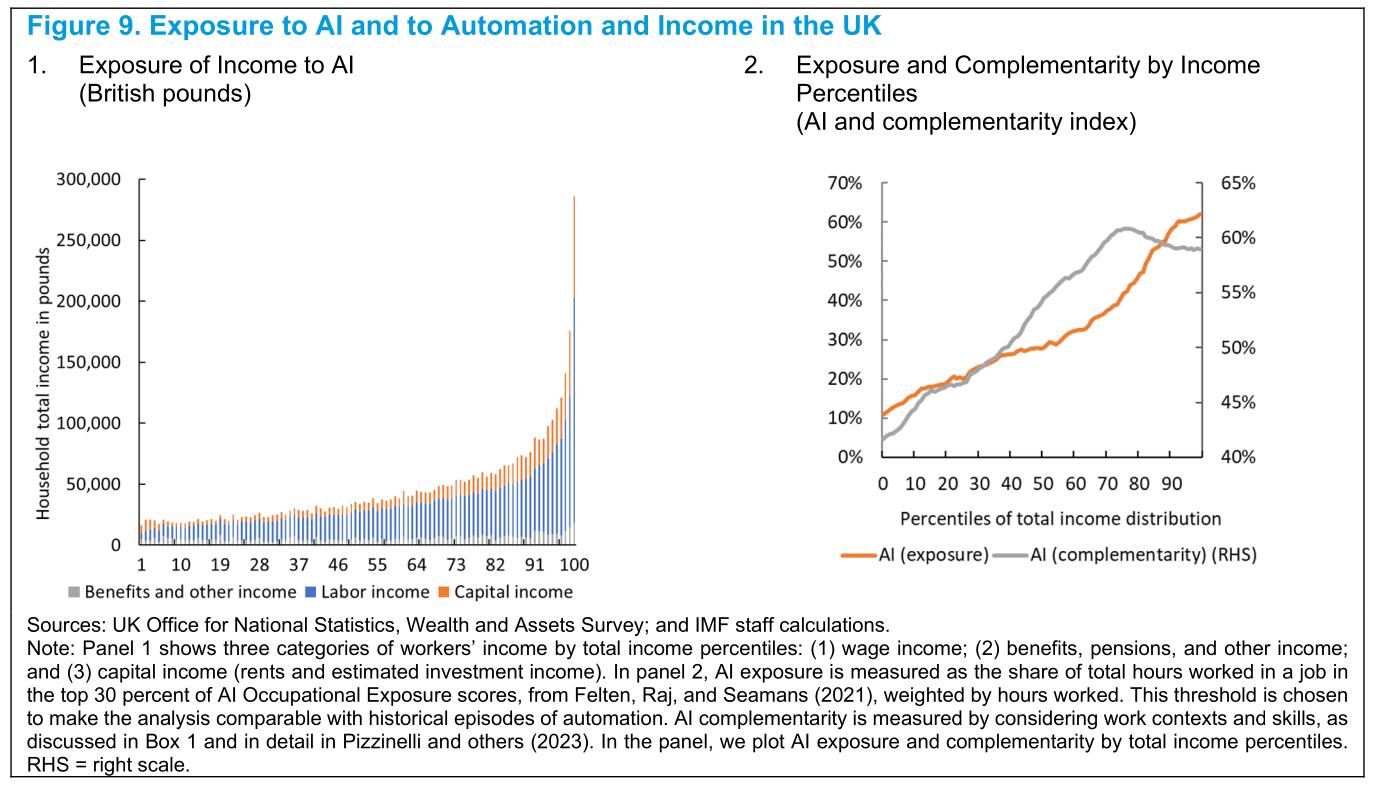 Figure 9. Exposure to AI and to Automation and Income in the UK
1. Exposure of Income to AI
(British pounds)
2. Exposure and Complementarity by Income
Percentiles
(AI and complementarity index)
Household total income in pounds
300,000
250,000
200,000
150,000
100,000
50,000
0
1 10 19 28 37 46 55 64 73 82 91 100
Benefits and other income Labor income Capital income
70%
60%
50%
40%
30%
20%
10%
0%
65%
60%
55%
50%
45%
40%
0 10 20 30 40 50 60 70 80 90
Percentiles of total income distribution
AI (exposure) AI (complementarity) (RHS)
Sources: UK Office for National Statistics, Wealth and Assets Survey; and IMF staff calculations.
Note: Panel 1 shows three categories of workers’ income by total income percentiles: (1) wage income; (2) benefits, pensions, and other income;
and (3) capital income (rents and estimated investment income). In panel 2, AI exposure is measured as the share of total hours worked in a job in
the top 30 percent of AI Occupational Exposure scores, from Felten, Raj, and Seamans (2021), weighted by hours worked. This threshold is chosen
to make the analysis comparable with historical episodes of automation. AI complementarity is measured by considering work contexts and skills, as
discussed in Box 1 and in detail in Pizzinelli and others (2023). In the panel, we plot AI exposure and complementarity by total income percentiles.
RHS = right scale.